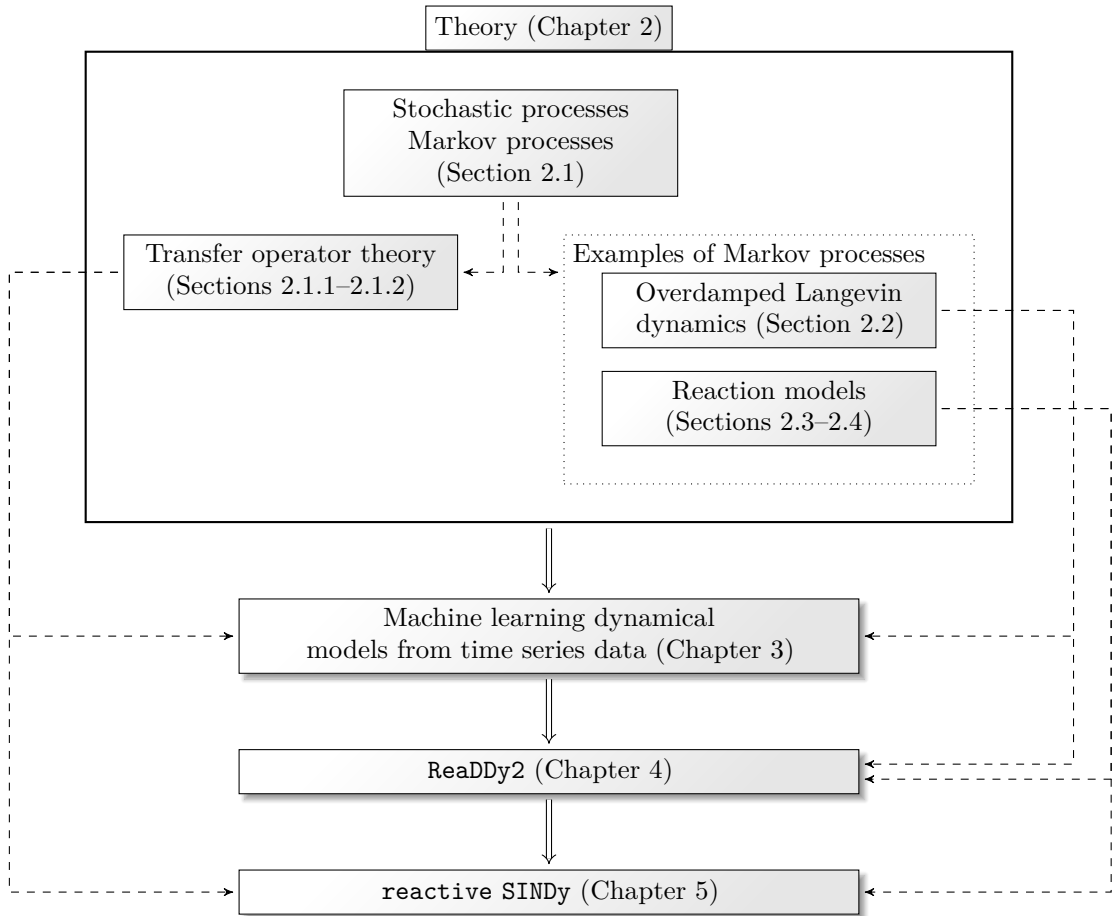 Theory (Chapter 2)
Stochastic processes
Markov processes
(Section 2.1)
Transfer operator theory
(Sections 2.1.1–2.1.2)
Examples of Markov processes
Overdamped Langevin
dynamics (Section 2.2)
Reaction models
(Sections 2.3–2.4)
Machine learning dynamical
models from time series data (Chapter 3)
ReaDDy2 (Chapter 4)
reactive SINDy (Chapter 5)